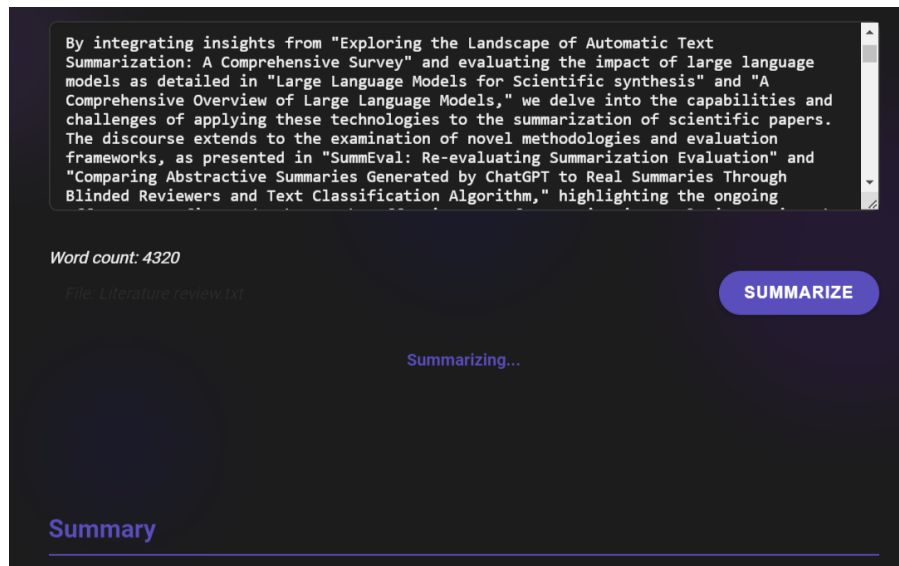 By integrating insights from "Exploring the Landscape of Automatic Text
Summarization: A Comprehensive Survey" and evaluating the impact of large language
models as detailed in "Large Language Models for Scientific synthesis" and "A
Comprehensive Overview of Large Language Models," we delve into the capabilities and
challenges of applying these technologies to the summarization of scientific papers.
The discourse extends to the examination of novel methodologies and evaluation
frameworks, as presented in "SummEval: Re-evaluating Summarization Evaluation" and
"Comparing Abstractive Summaries Generated by ChatGPT to Real Summaries Through
Blinded Reviewers and Text Classification Algorithm," highlighting the ongoing
Word count: 4320
File: Literature review.txt
SUMMARIZE
Summarizing...
Summary